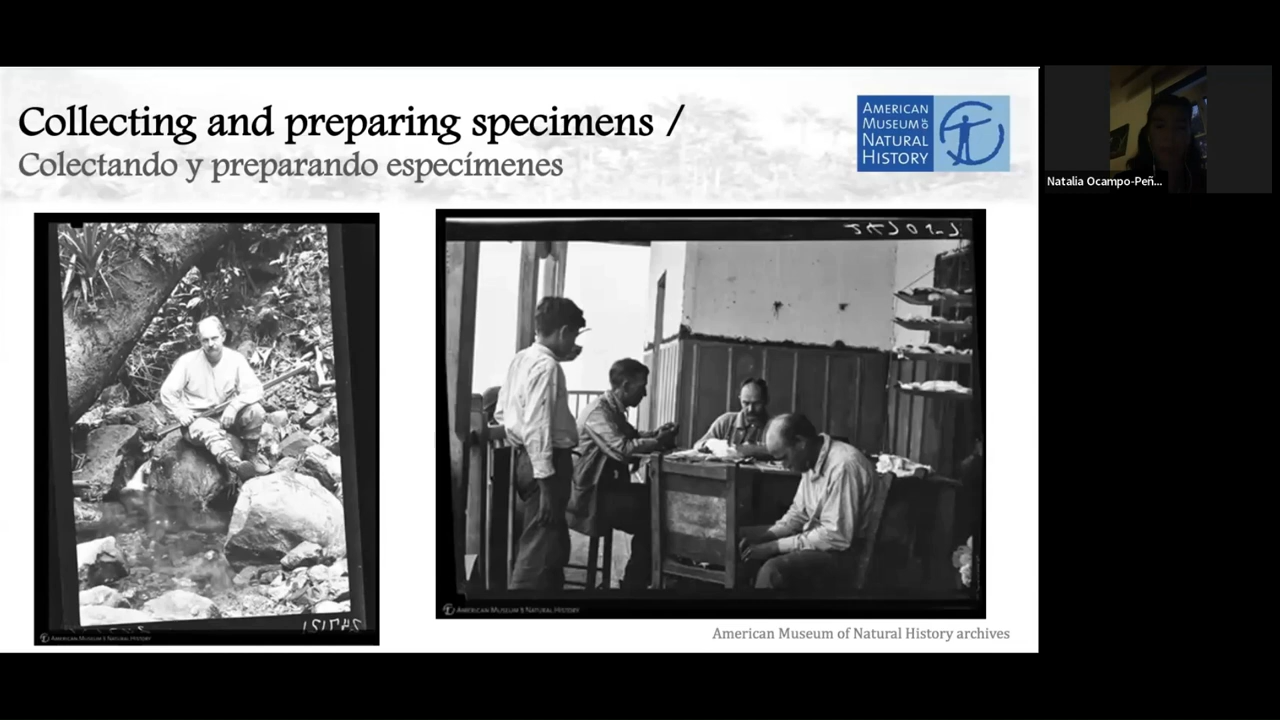 Collecting and preparing specimens /
Colectando y preparando especímenes
AMERICAN
MUSEUM OF
NATURAL
HISTORY
Natalia Ocampo-Peñ...
AMERICAN MUSEUM OF NATURAL HISTORY
AMERICAN MUSEUM OF NATURAL HISTORY
American Museum of Natural History archives